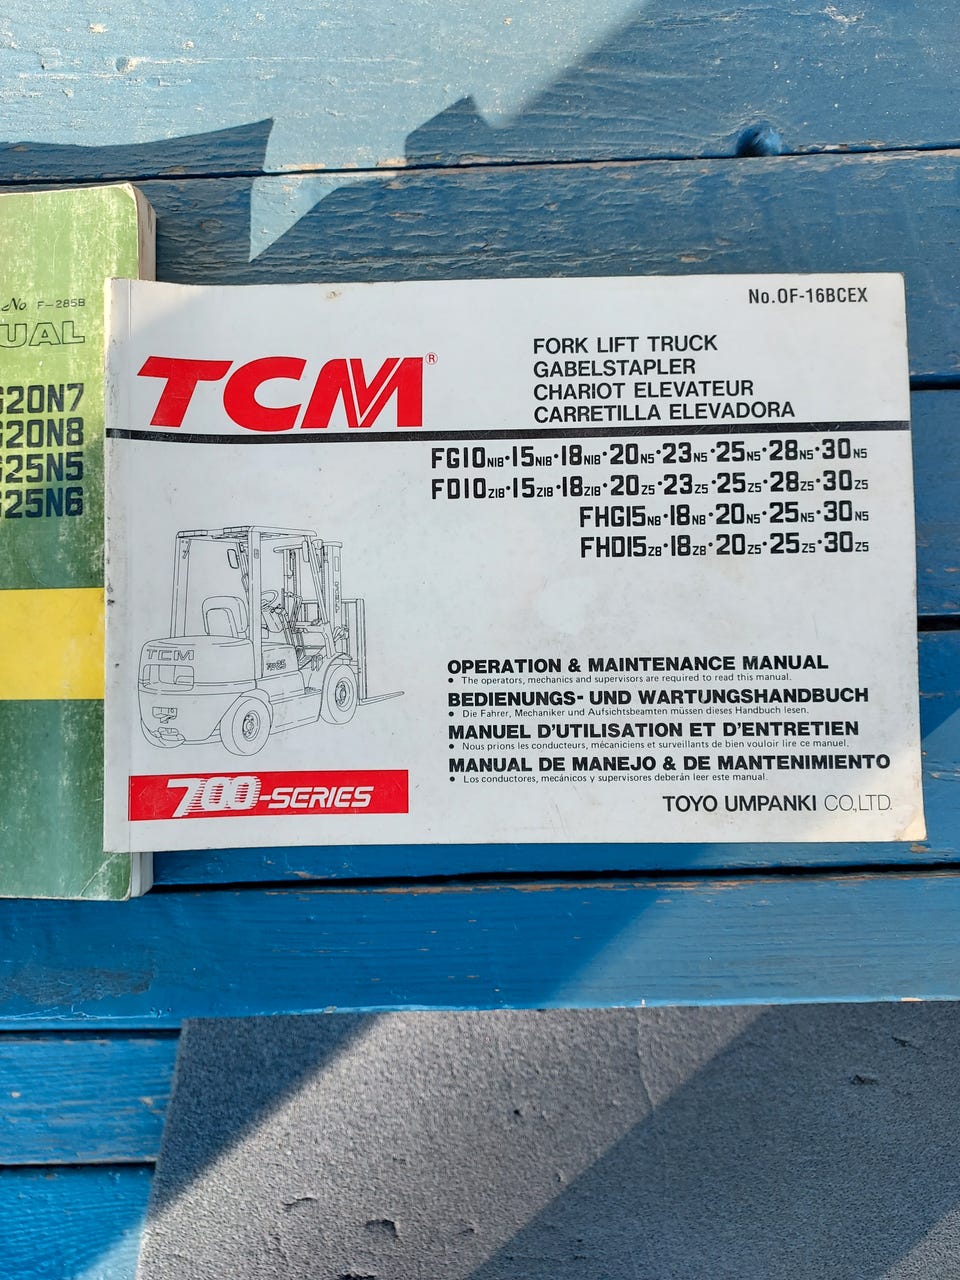 No F-285B
UAL
G20N7
G20N8
G25N5
G25N6
No.OF-16BCEX
TCM®
FORK LIFT TRUCK
GABELSTAPLER
CHARIOT ELEVATEUR
CARRETILLA ELEVADORA
FG10N18·15N18·18N18·20N5·23N5·25N5·28N5·30N5
FD10Z18·15Z18·18Z18·20Z5·23Z5·25Z5·28Z5·30Z5
FHG15N8·18N8·20N5·25N5·30N5
FHD15Z8·18Z8·20Z5·25Z5·30Z5
TCM
OPERATION & MAINTENANCE MANUAL
• The operators, mechanics and supervisors are required to read this manual.
BEDIENUNGS- UND WARTUNGSHANDBUCH
• Die Fahrer, Mechaniker und Aufsichtsbeamten müssen dieses Handbuch lesen.
MANUEL D'UTILISATION ET D'ENTRETIEN
• Nous prions les conducteurs, mécaniciens et surveillants de bien vouloir lire ce manuel.
MANUAL DE MANEJO & DE MANTENIMIENTO
• Los conductores, mecánicos y supervisores deberán leer este manual.
700-SERIES
TOYO UMPANKI CO.,LTD.